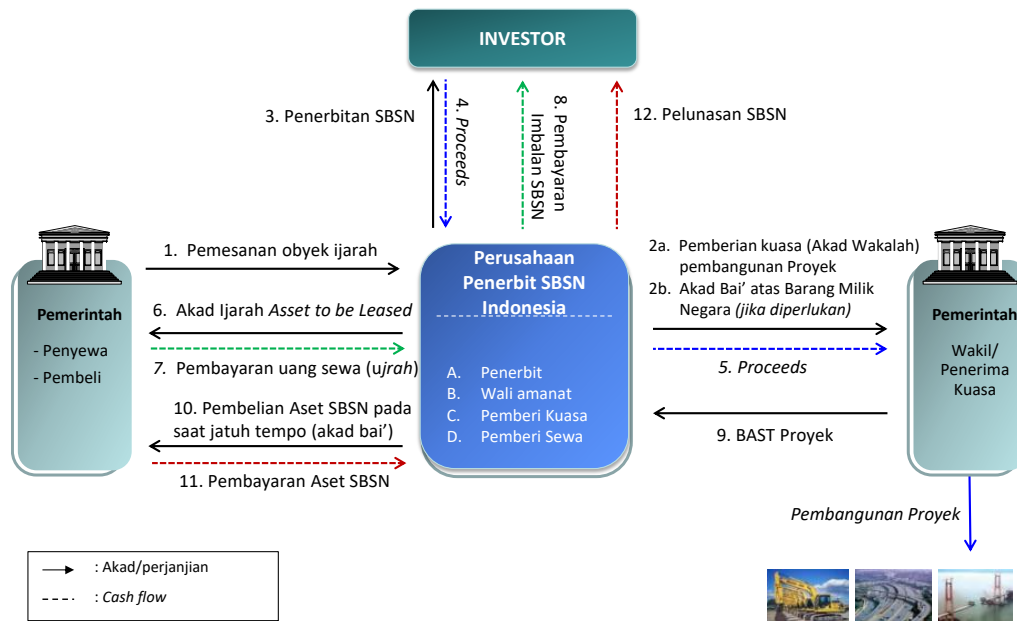 INVESTOR
3. Penerbitan SBSN
4. Proceeds
8. Pembayaran
Imbalan SBSN
12. Pelunasan SBSN
Pemerintah
- Penyewa
- Pembeli
1. Pemesanan obyek ijarah
6. Akad Ijarah Asset to be Leased
7. Pembayaran uang sewa (ujrah)
10. Pembelian Aset SBSN pada
saat jatuh tempo (akad bai’)
11. Pembayaran Aset SBSN
Perusahaan
Penerbit SBSN
Indonesia
A. Penerbit
B. Wali amanat
C. Pemberi Kuasa
D. Pemberi Sewa
2a. Pemberian kuasa (Akad Wakalah)
pembangunan Proyek
2b. Akad Bai’ atas Barang Milik
Negara (jika diperlukan)
5. Proceeds
9. BAST Proyek
Pemerintah
Wakil/
Penerima
Kuasa
Pembangunan Proyek
: Akad/perjanjian
: Cash flow